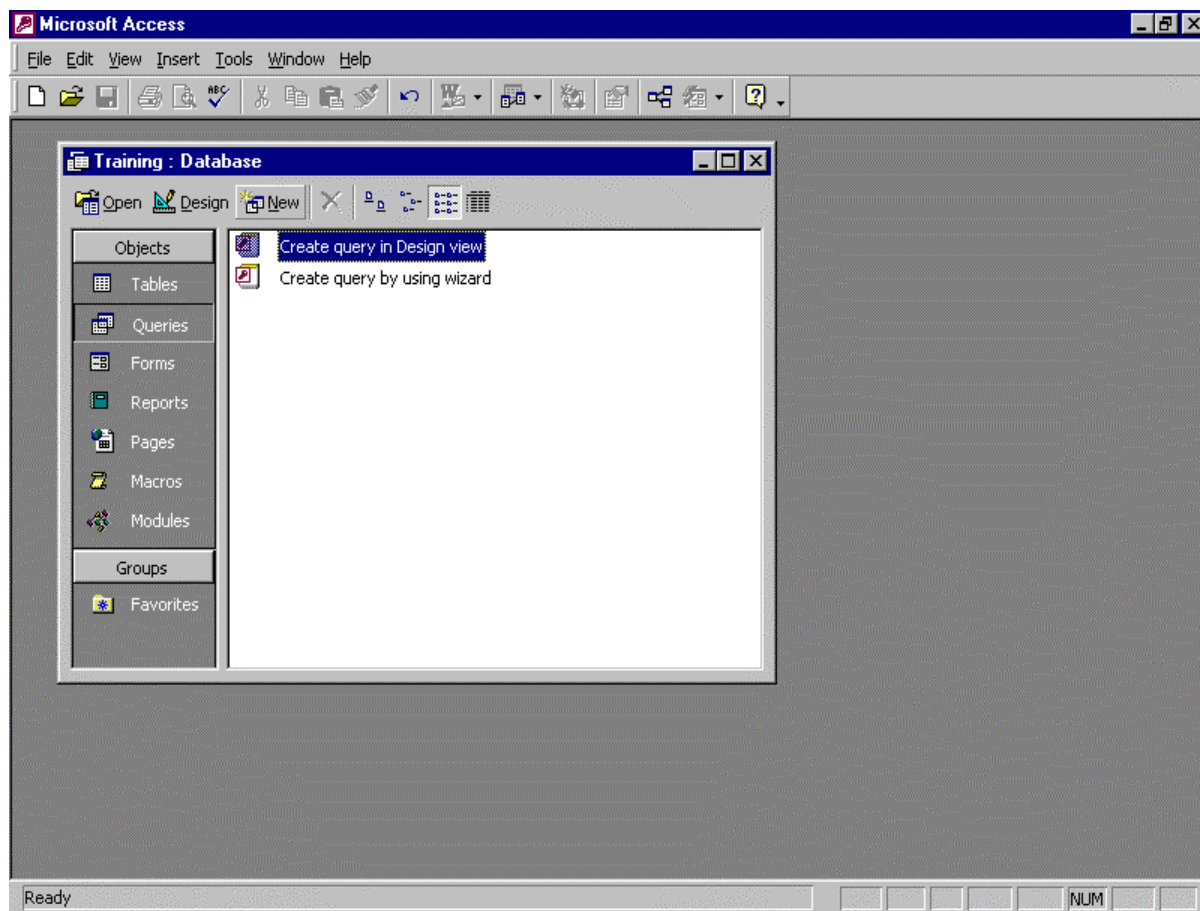 Microsoft Access
File Edit View Insert Tools Window Help
ABC
Training : Database
Open Design New
Objects
Tables
Queries
Forms
Reports
Pages
Macros
Modules
Groups
Favorites
Create query in Design view
Create query by using wizard
Ready
NUM